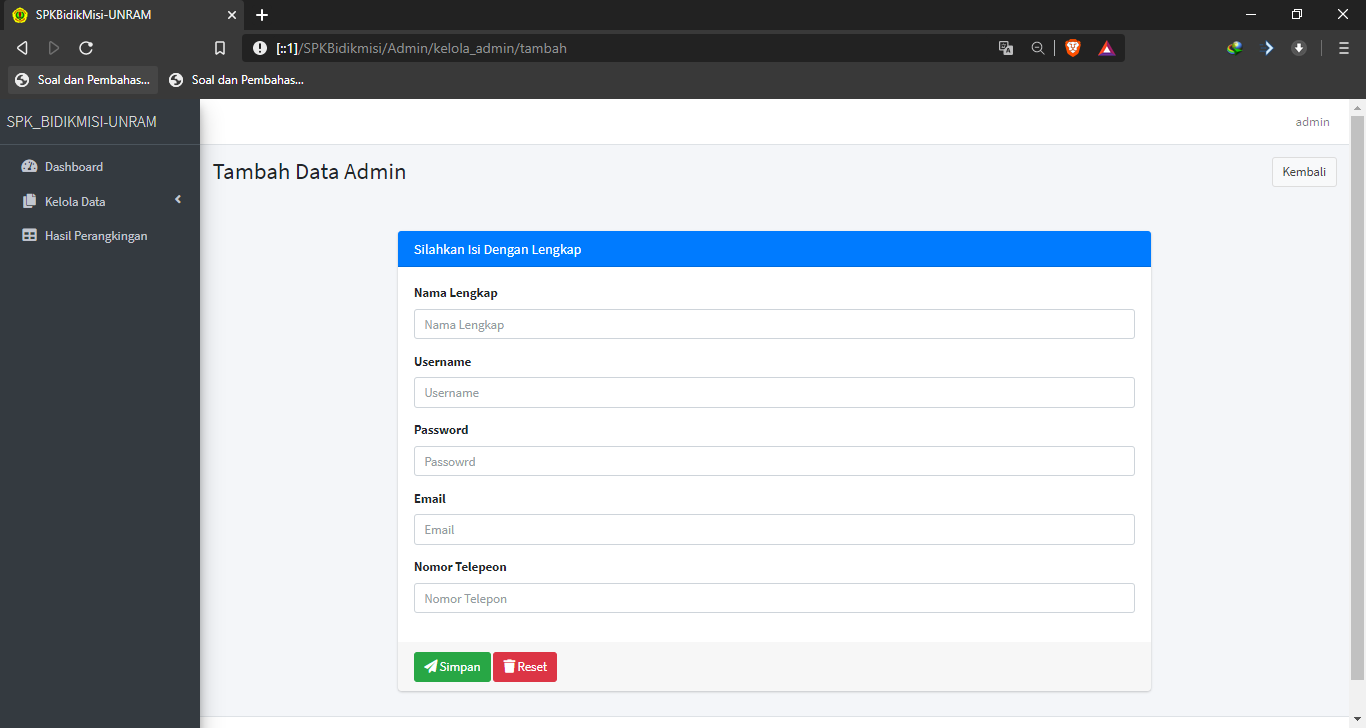 SPKBidikMisi-UNRAM
[::1]/SPKBidikmisi/Admin/kelola_admin/tambah
Soal dan Pembahas... Soal dan Pembahas...
SPK_BIDIKMISI-UNRAM
admin
Dashboard
Kelola Data
Hasil Perangkingan
Tambah Data Admin
Kembali
Silahkan Isi Dengan Lengkap
Nama Lengkap
Nama Lengkap
Username
Username
Password
Passowrd
Email
Email
Nomor Telepeon
Nomor Telepon
Simpan Reset